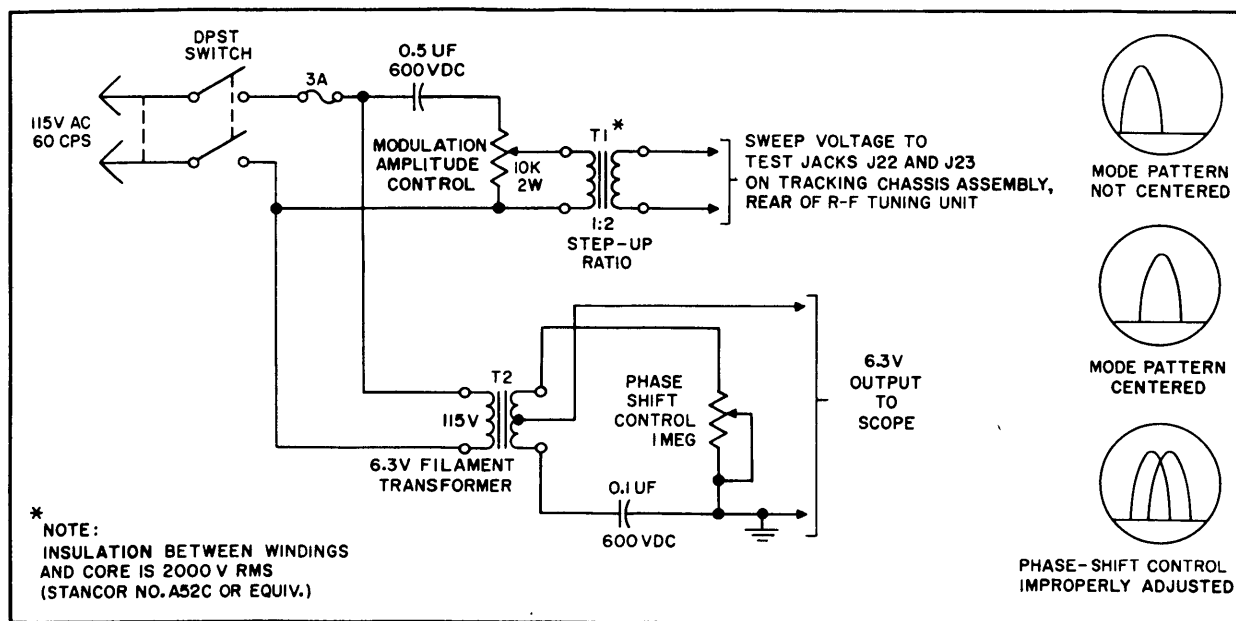 DPST
SWITCH
115V AC
60 CPS
3A
0.5 UF
600 VDC
MODULATION
AMPLITUDE
CONTROL
10K
2W
T1*
1:2
STEP-UP
RATIO
SWEEP VOLTAGE TO
TEST JACKS J22 AND J23
ON TRACKING CHASSIS ASSEMBLY,
REAR OF R-F TUNING UNIT
T2
115V
6.3V FILAMENT
TRANSFORMER
PHASE
SHIFT
CONTROL
1 MEG
0.1 UF
600 VDC
6.3V
OUTPUT
TO
SCOPE
*
NOTE:
INSULATION BETWEEN WINDINGS
AND CORE IS 2000 V RMS
(STANCOR NO. A52C OR EQUIV.)
MODE PATTERN
NOT CENTERED
MODE PATTERN
CENTERED
PHASE-SHIFT CONTROL
IMPROPERLY ADJUSTED